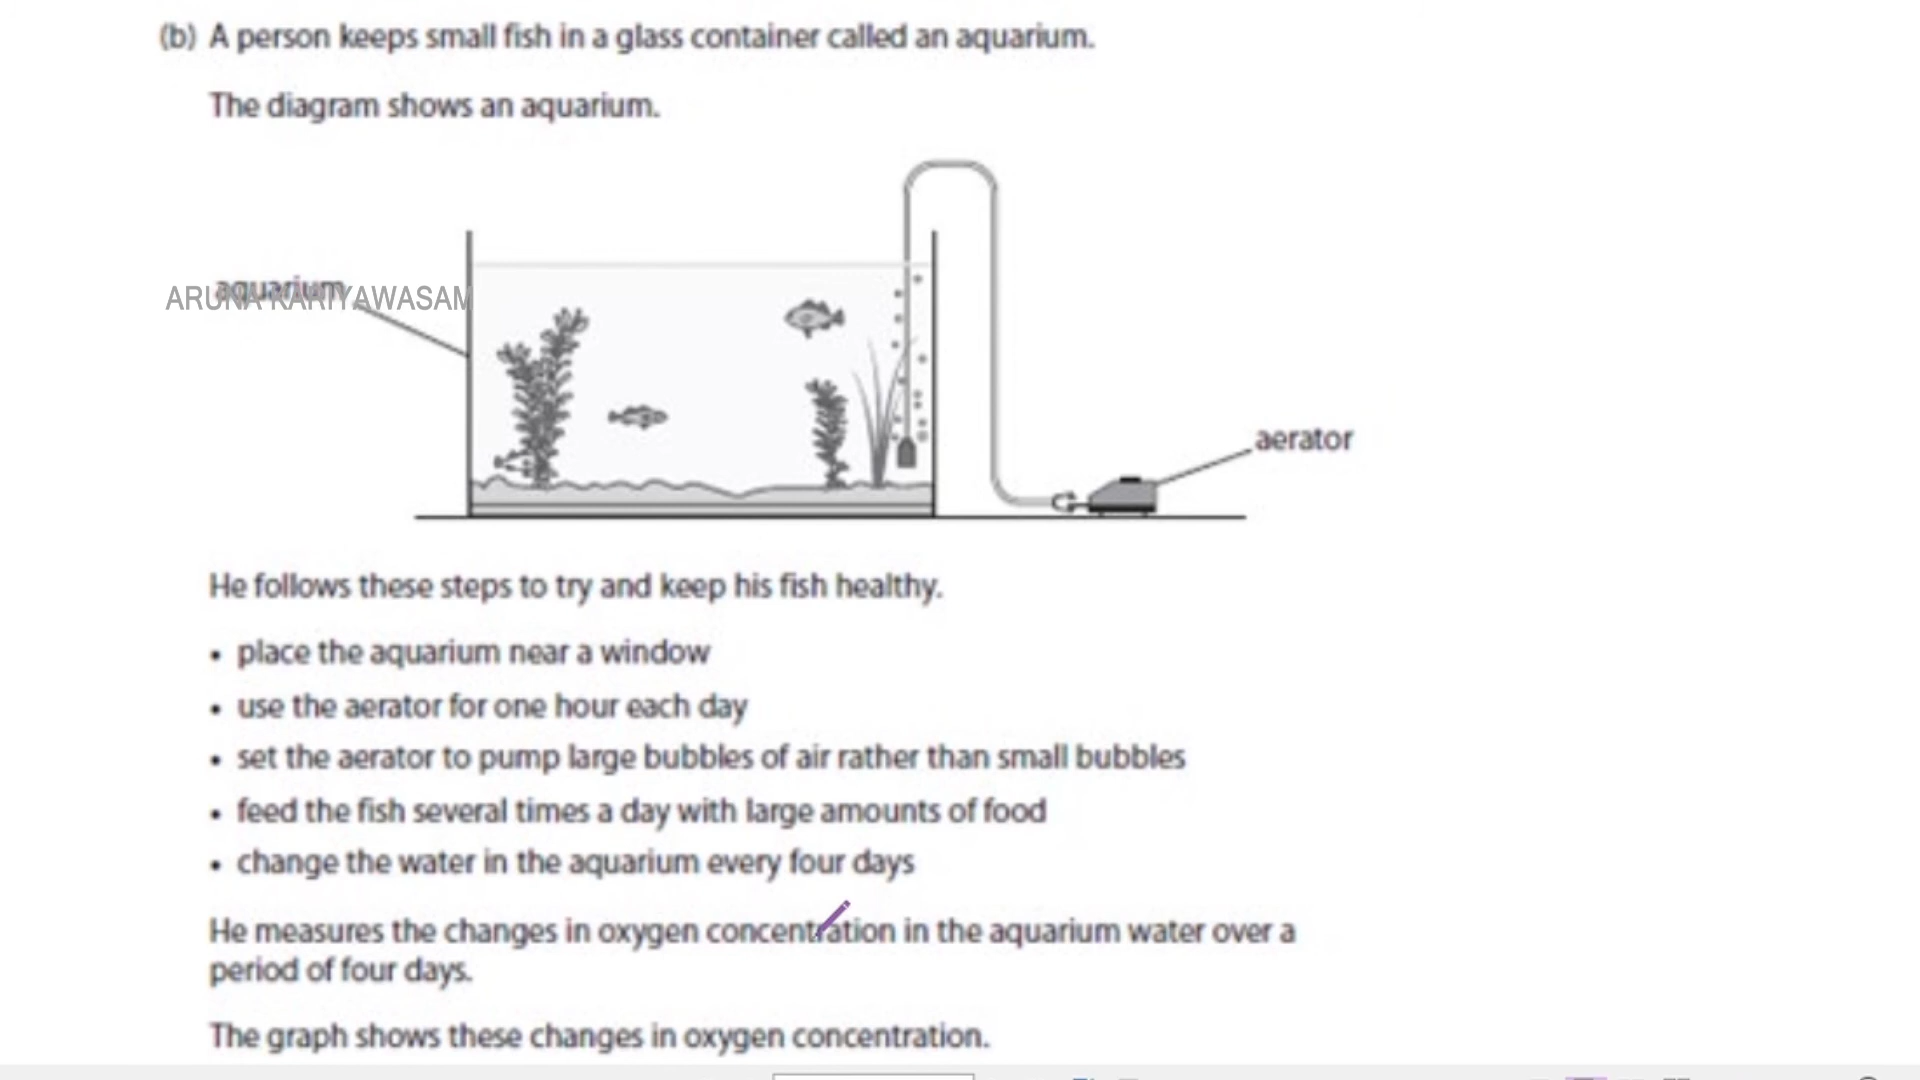 (b) A person keeps small fish in a glass container called an aquarium.
The diagram shows an aquarium.
aquarium
ARUNA KARIYAWASAM
aerator
He follows these steps to try and keep his fish healthy.
• place the aquarium near a window
• use the aerator for one hour each day
• set the aerator to pump large bubbles of air rather than small bubbles
• feed the fish several times a day with large amounts of food
• change the water in the aquarium every four days
He measures the changes in oxygen concentration in the aquarium water over a
period of four days.
The graph shows these changes in oxygen concentration.